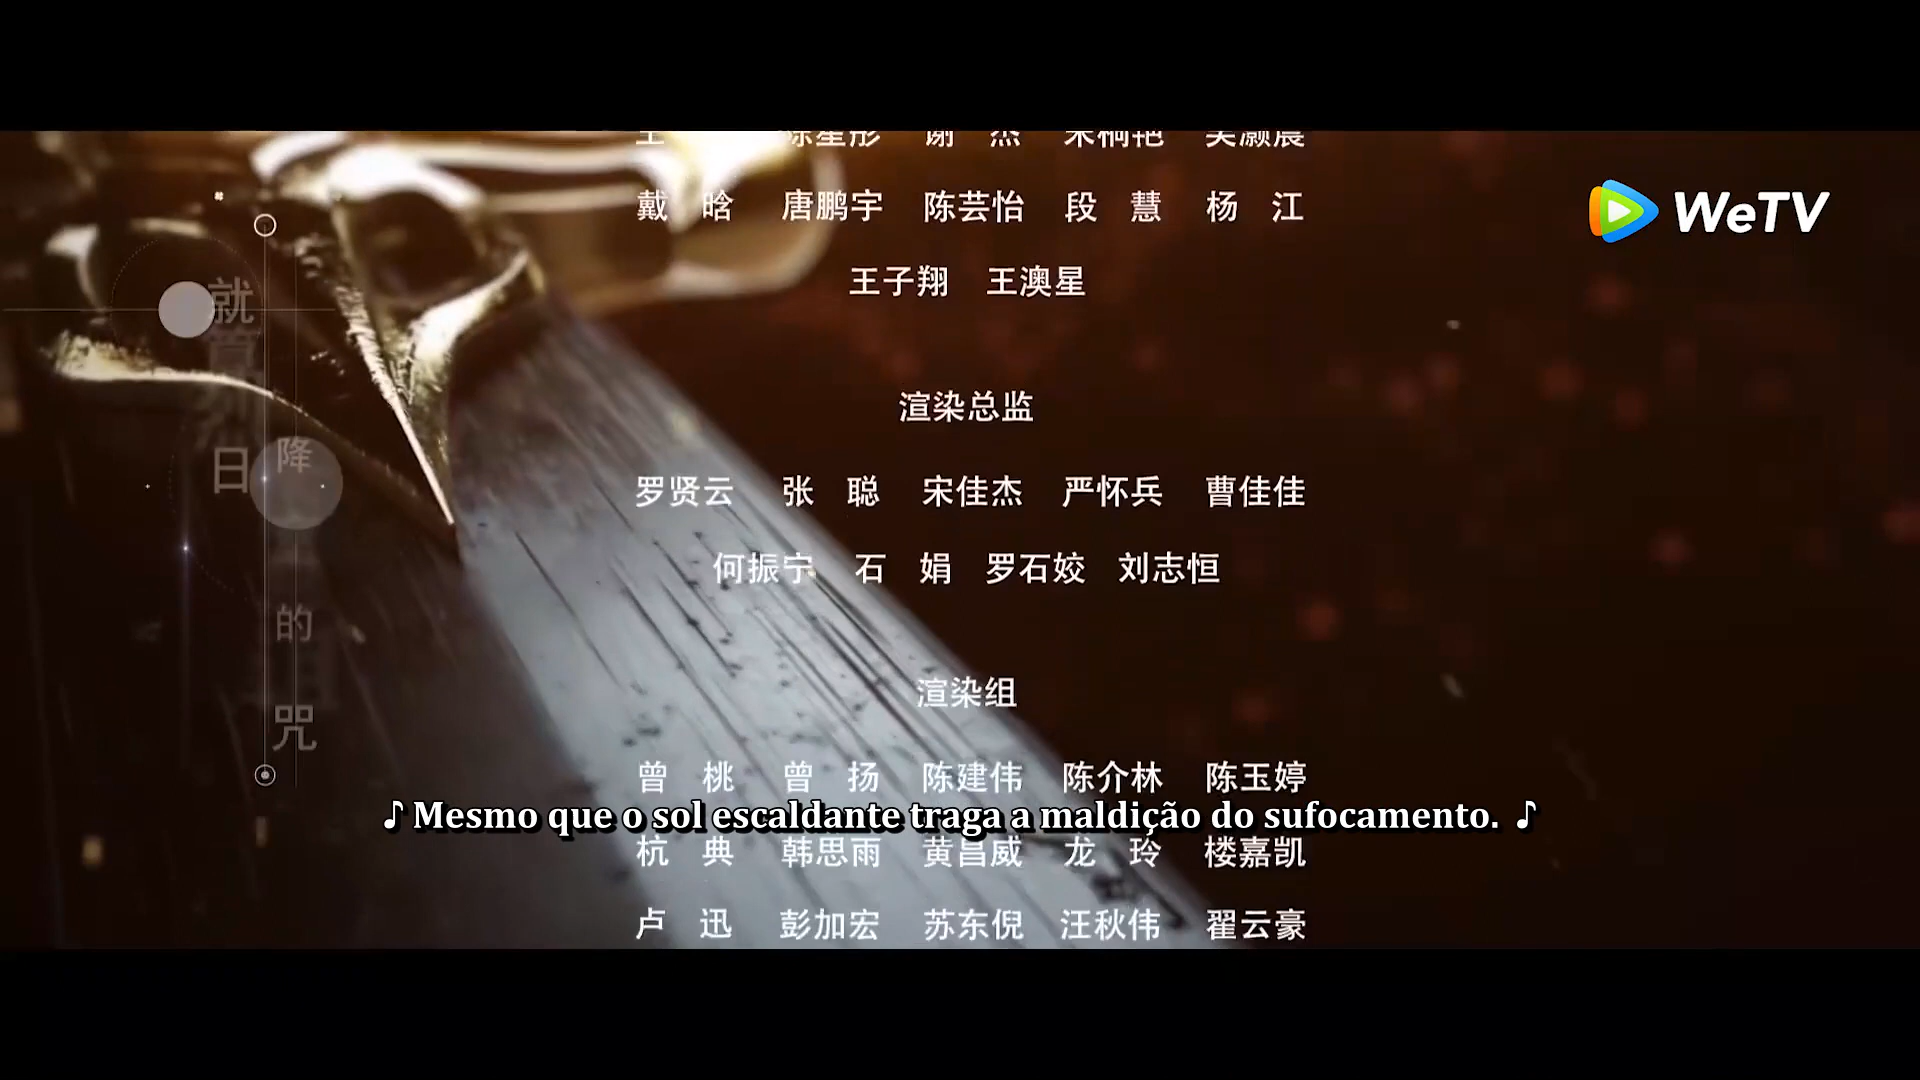 WeTV
戴 晗 唐鹏宇 陈芸怡 段 慧 杨 江
王子翔 王澳星
渲染总监
罗贤云 张 聪 宋佳杰 严怀兵 曹佳佳
何振宁 石 娟 罗石姣 刘志恒
渲染组
曾 桃 曾 扬 陈建伟 陈介林 陈玉婷
♪ Mesmo que o sol escaldante traga a maldição do sufocamento. ♪
杭 典 韩思雨 黄昌威 龙 玲 楼嘉凯
卢 迅 彭加宏 苏东倪 汪秋伟 翟云豪
就
日
降
的
咒